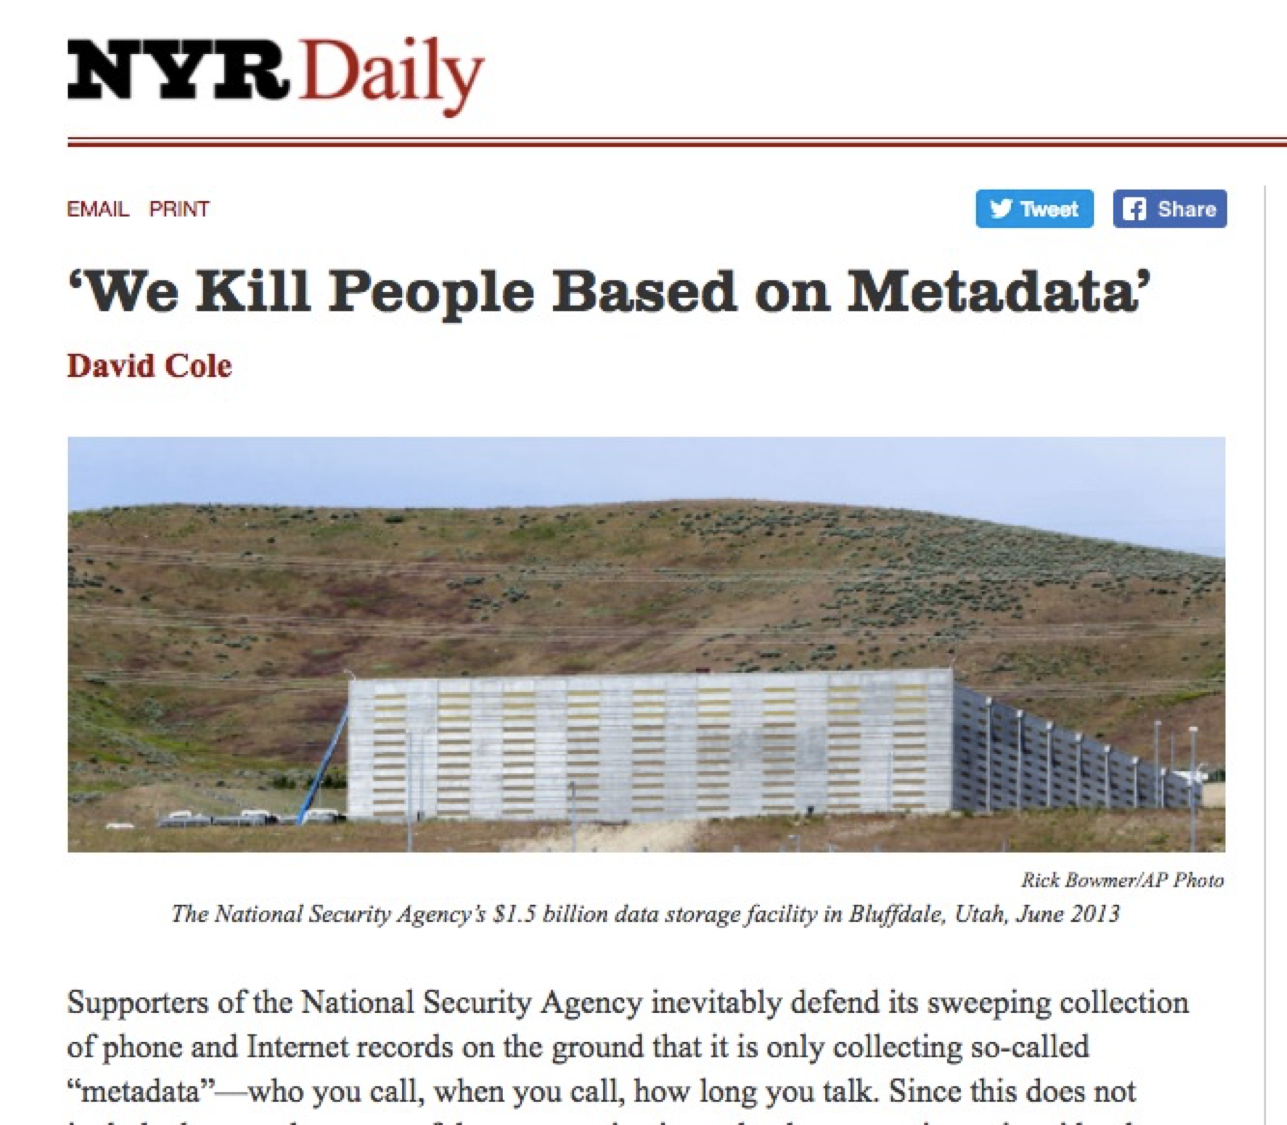 NYR Daily
EMAIL PRINT
Tweet Share
‘We Kill People Based on Metadata’
David Cole
Rick Bowmer/AP Photo
The National Security Agency’s $1.5 billion data storage facility in Bluffdale, Utah, June 2013
Supporters of the National Security Agency inevitably defend its sweeping collection
of phone and Internet records on the ground that it is only collecting so-called
“metadata”—who you call, when you call, how long you talk. Since this does not